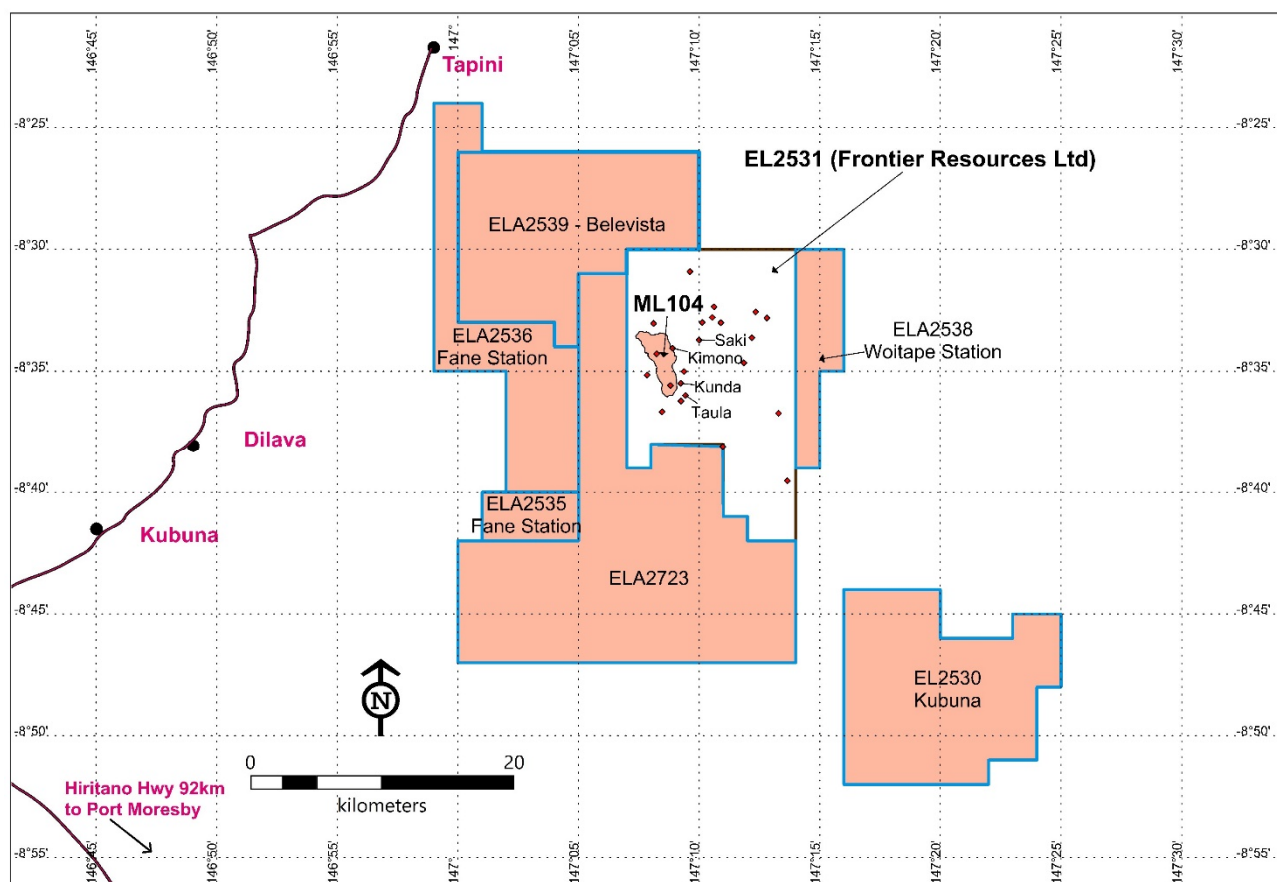 146°45'
146°50'
146°55'
147°
147°05'
147°10'
147°15'
147°20'
147°25'
147°30'
Tapini
-8°25'
-8°25'
EL2531 (Frontier Resources Ltd)
ELA2539 - Belevista
-8°30'
-8°30'
ML104
ELA2536
Fane Station
Saki
Kimono
ELA2538
Woitape Station
-8°35'
-8°35'
Kunda
Taula
Dilava
-8°40'
-8°40'
ELA2535
Fane Station
Kubuna
ELA2723
-8°45'
-8°45'
EL2530
Kubuna
N
-8°50'
-8°50'
0
20
kilometers
Hiritano Hwy 92km
to Port Moresby
-8°55'
-8°55'
146°45'
146°50'
146°55'
147°
147°05'
147°10'
147°15'
147°20'
147°25'
147°30'